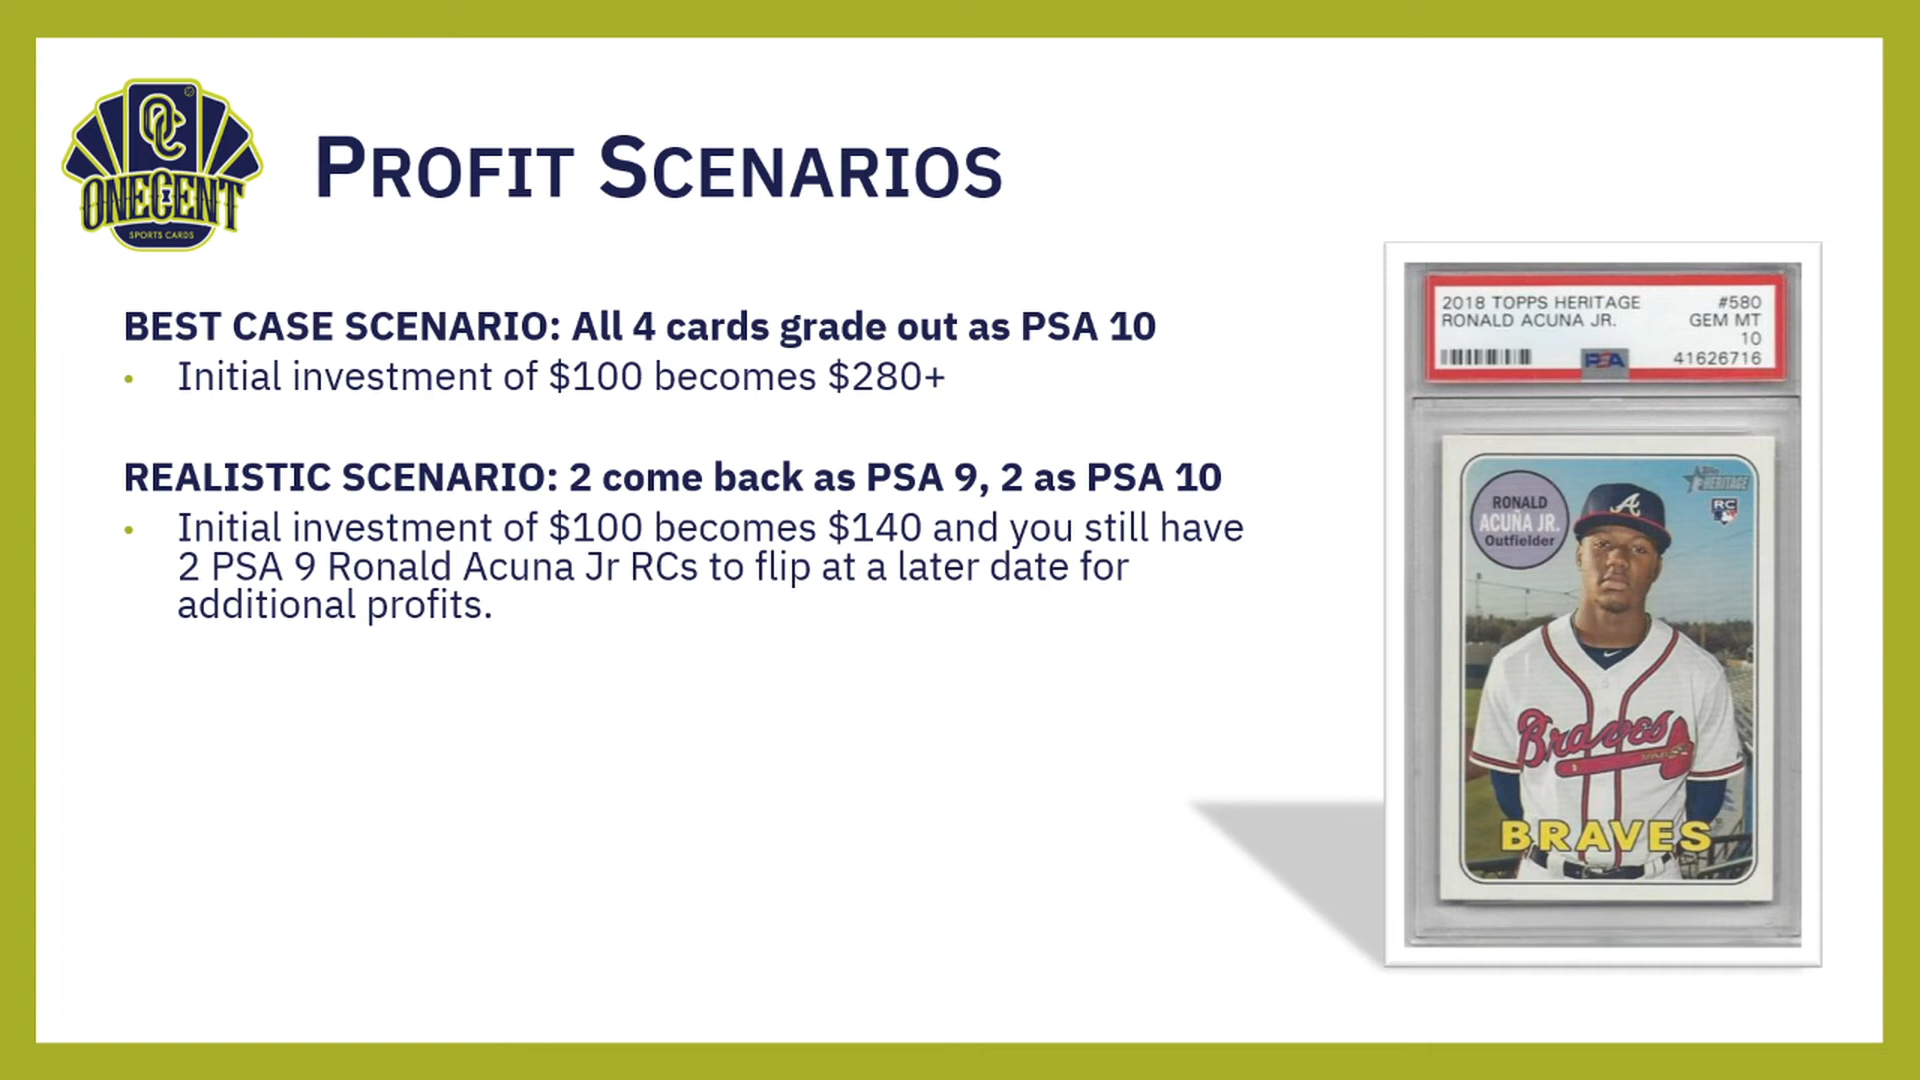 OC
ONECENT
SPORTS CARDS
PROFIT SCENARIOS
BEST CASE SCENARIO: All 4 cards grade out as PSA 10
• Initial investment of $100 becomes $280+
REALISTIC SCENARIO: 2 come back as PSA 9, 2 as PSA 10
• Initial investment of $100 becomes $140 and you still have
2 PSA 9 Ronald Acuna Jr RCs to flip at a later date for
additional profits.
2018 TOPPS HERITAGE #580
RONALD ACUNA JR. GEM MT
10
PSA 41626716
Topps
HERITAGE
RC
RONALD
ACUÑA JR.
Outfielder
A
Braves
BRAVES